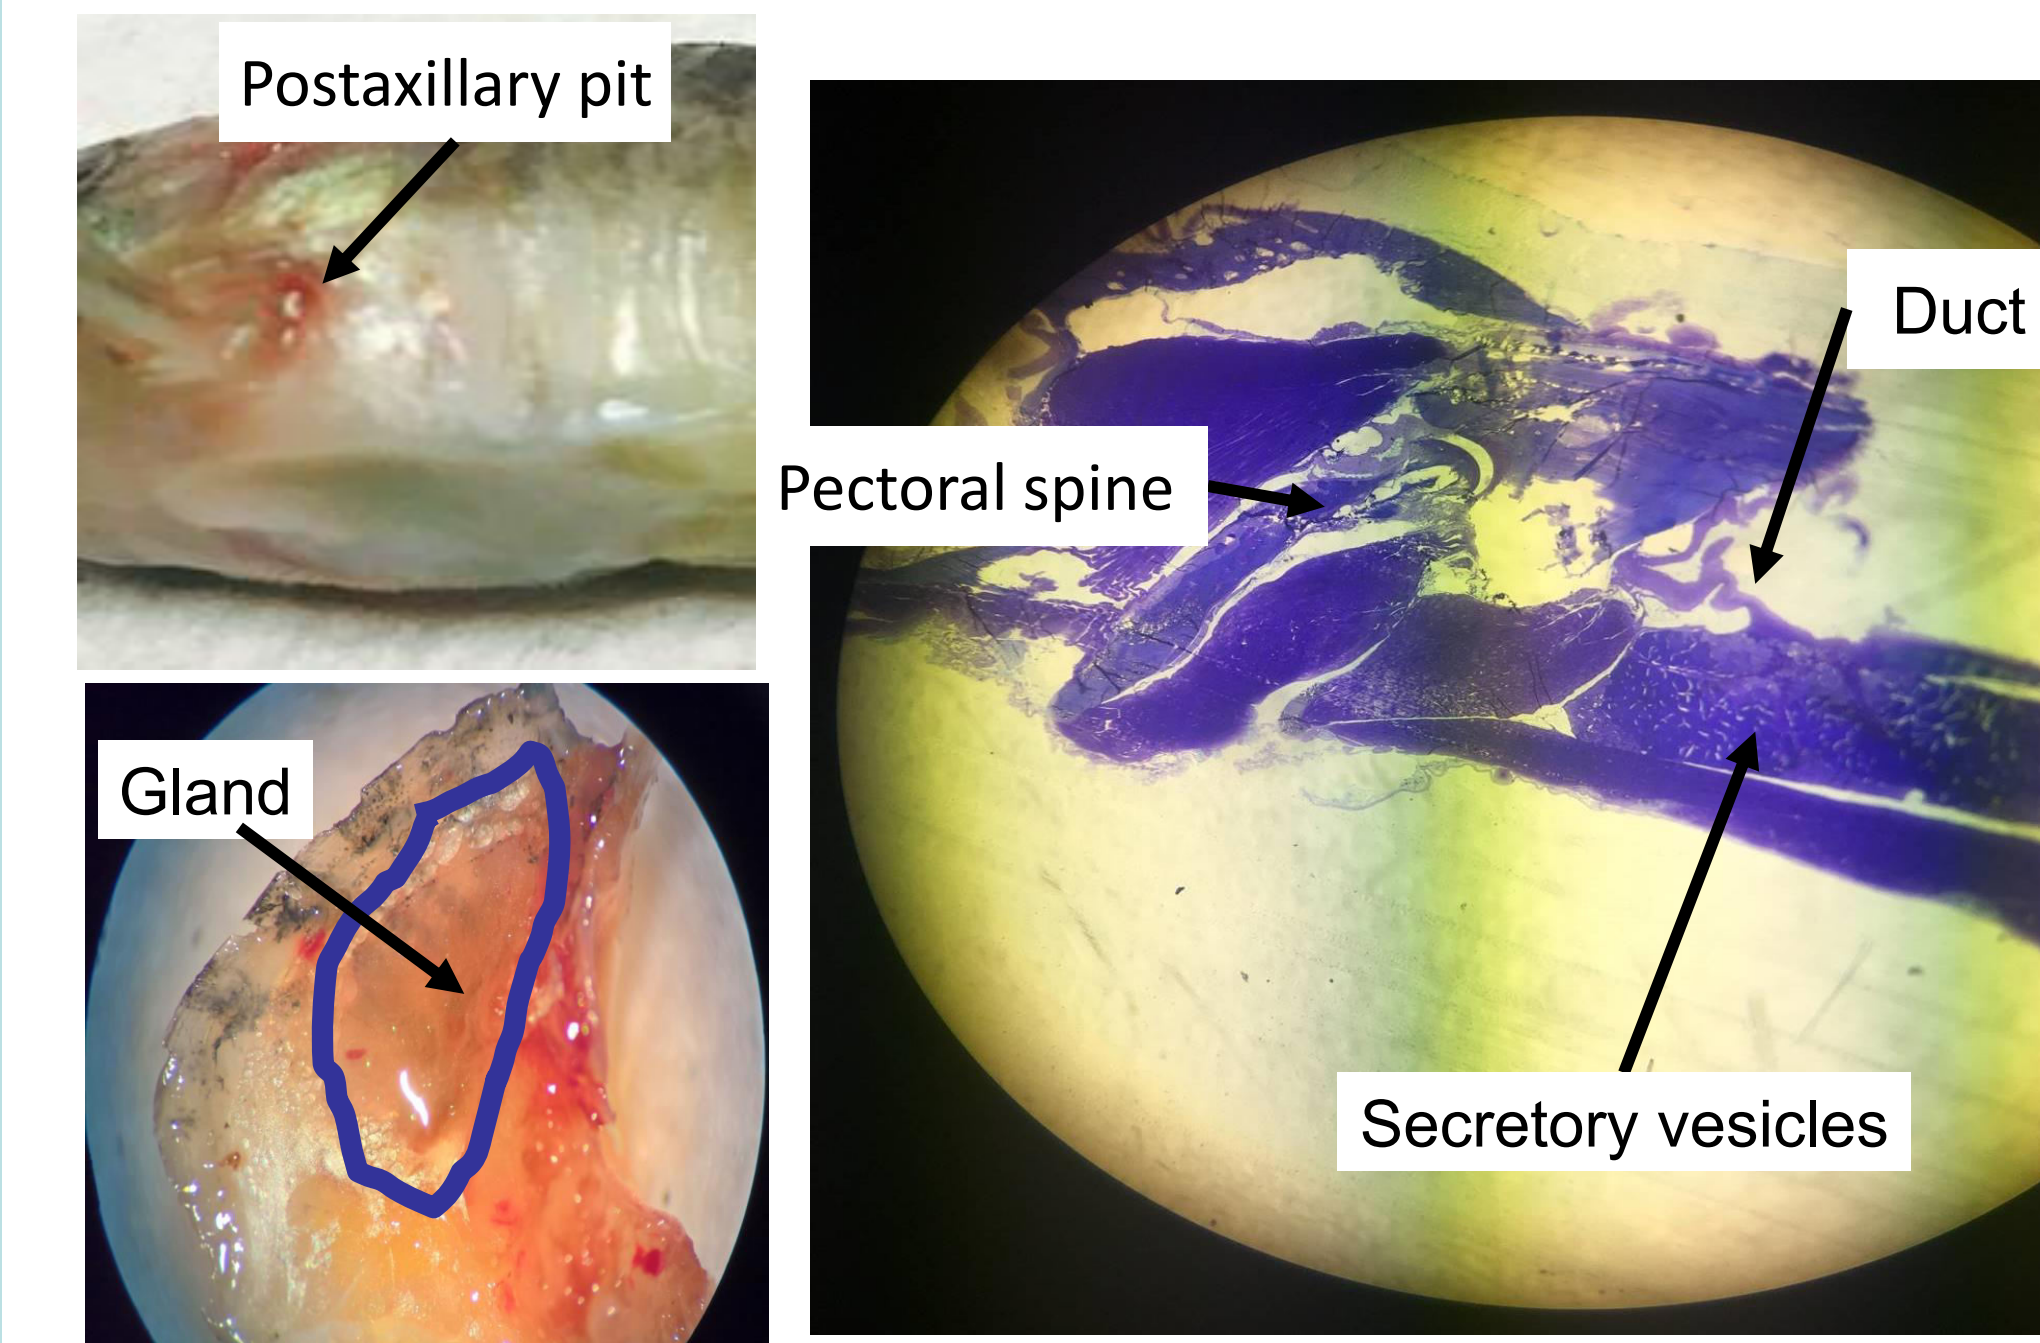 Postaxillary pit
Duct
Pectoral spine
Gland
Secretory vesicles